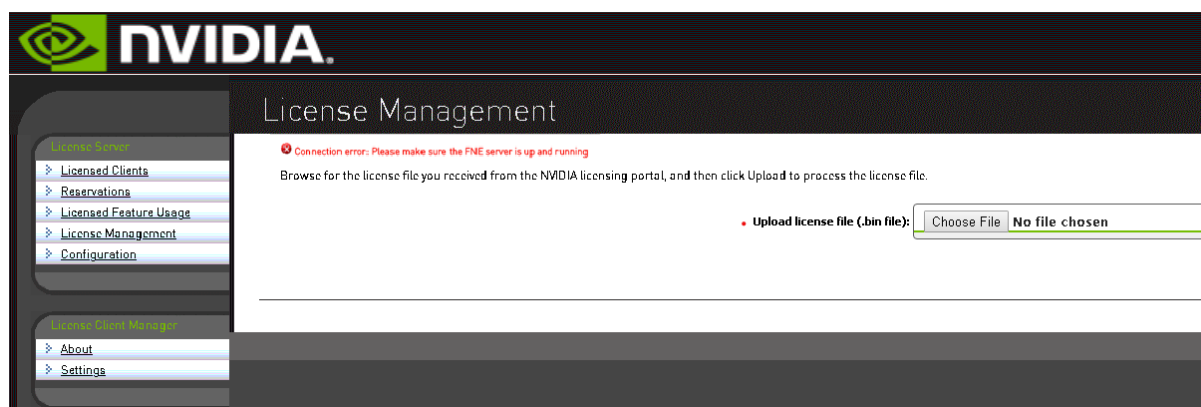 NVIDIA.
License Management
License Server
Licensed Clients
Reservations
Licensed Feature Usage
License Management
Configuration
Connection error: Please make sure the FNE server is up and running
Browse for the license file you received from the NVIDIA licensing portal, and then click Upload to process the license file.
Upload license file (.bin file): Choose File No file chosen
License Client Manager
About
Settings